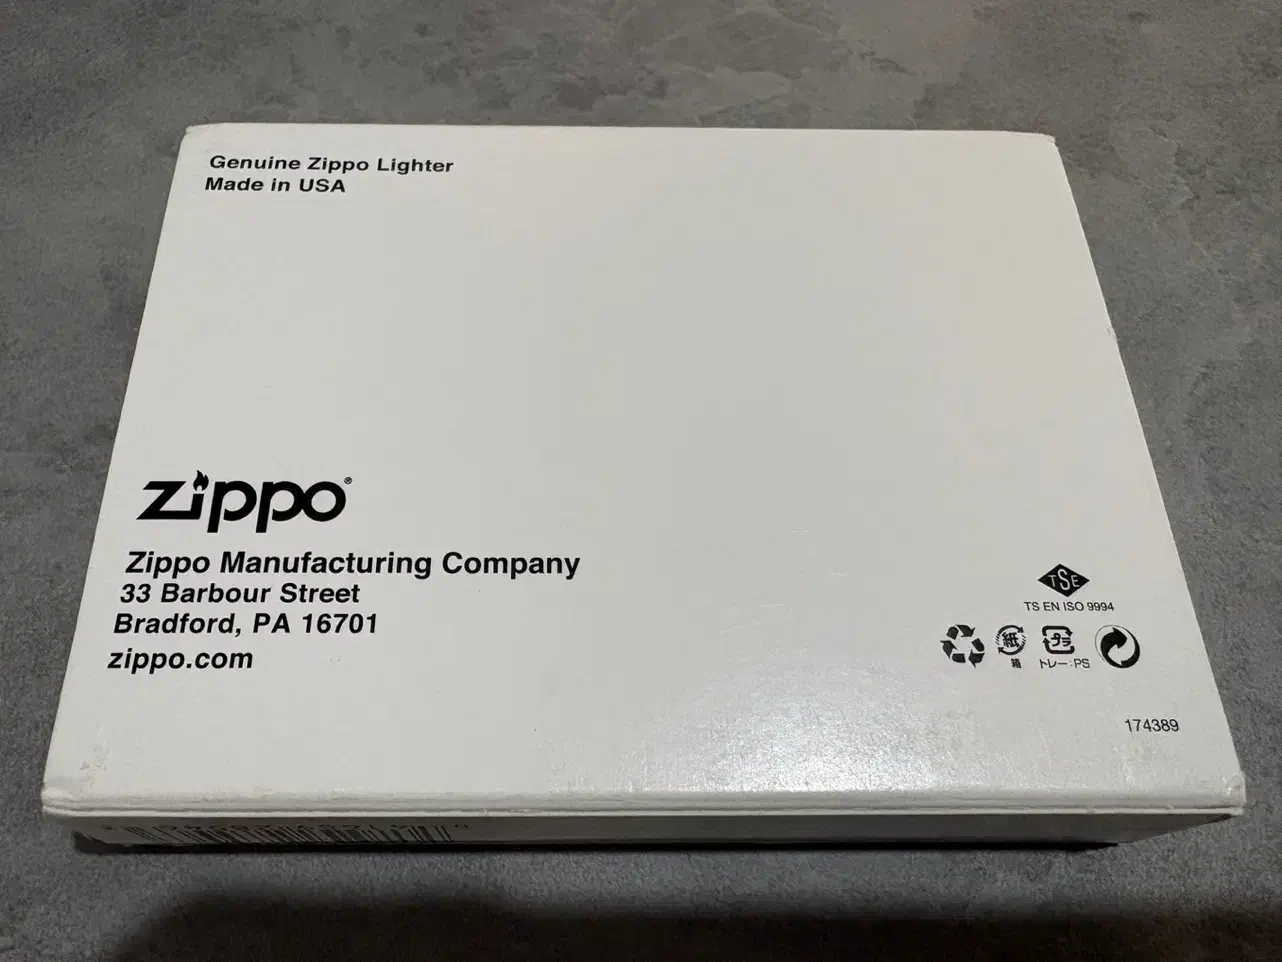 Genuine Zippo Lighter
Made in USA
zippo®
Zippo Manufacturing Company
33 Barbour Street
Bradford, PA 16701
zippo.com
TSE
TS EN ISO 9994
紙 プラ
箱 トレー:PS
174389